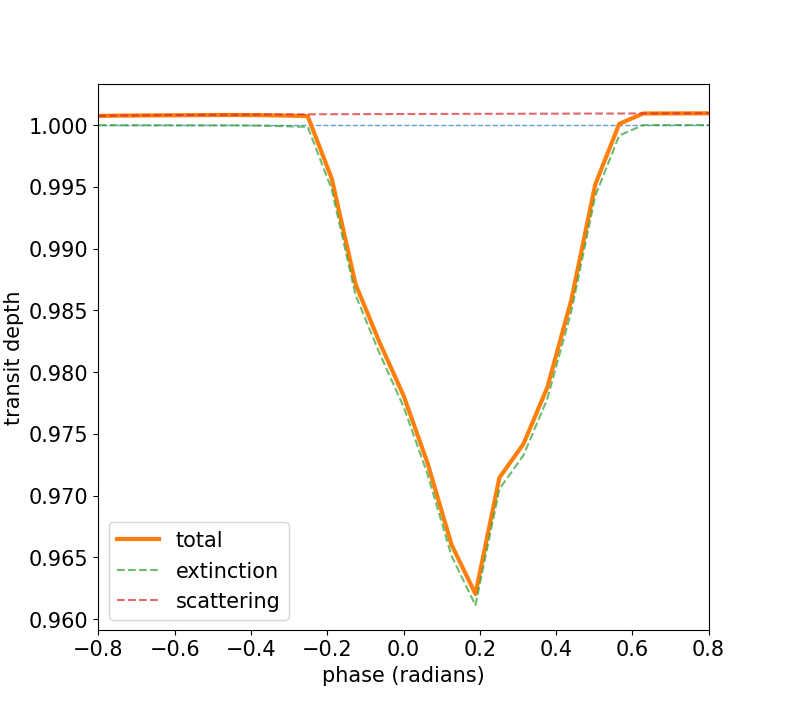 1.000
0.995
0.990
0.985
0.980
0.975
0.970
0.965
0.960
transit depth
total
extinction
scattering
−0.8 −0.6 −0.4 −0.2 0.0 0.2 0.4 0.6 0.8
phase (radians)